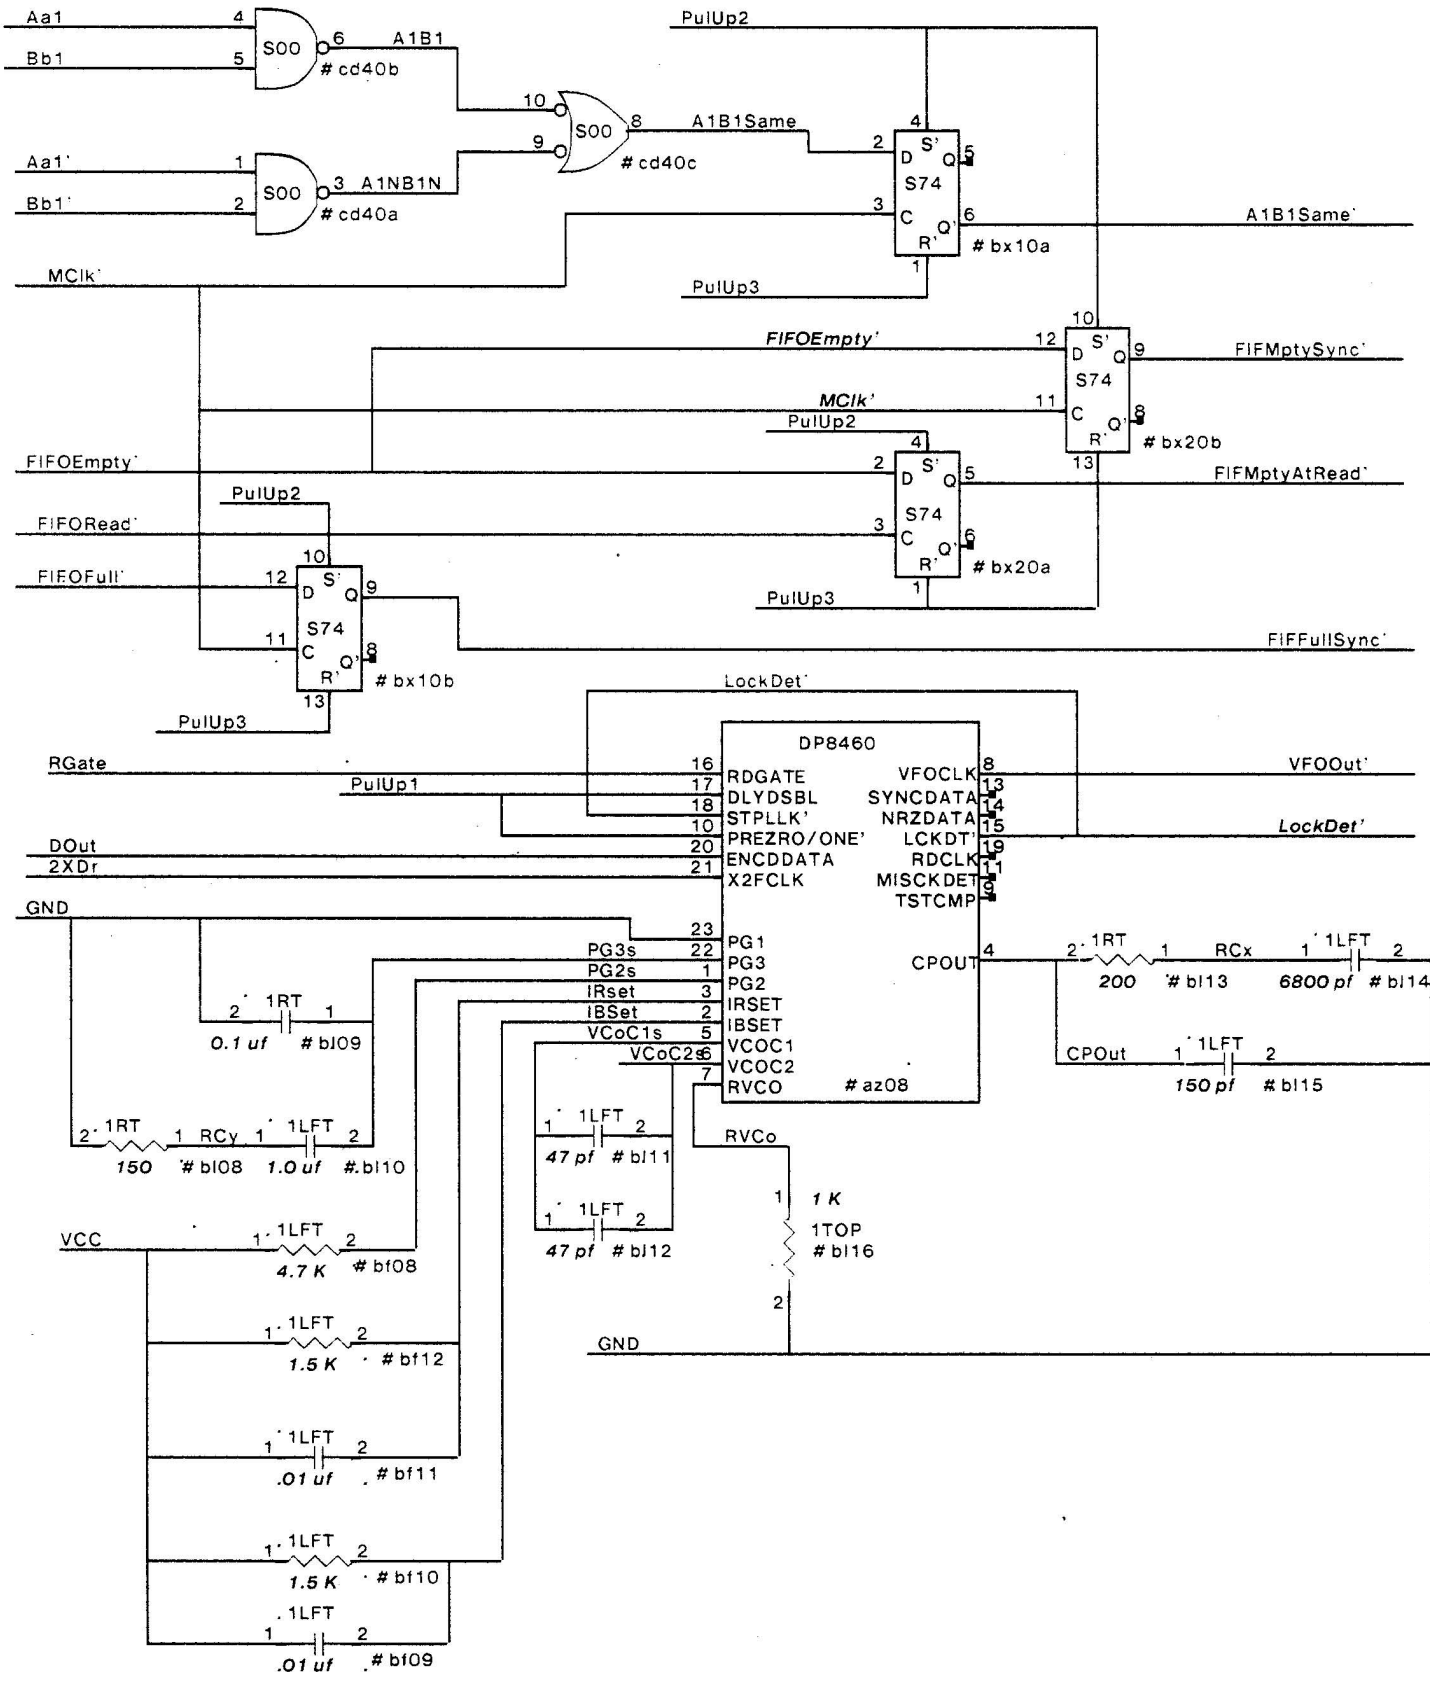 Aa1 4
S00 6 A1B1
Bb1 5 # cd40b
10
9 S00 8 A1B1Same
# cd40c
Aa1' 1
S00 3 A1NB1N
Bb1' 2 # cd40a
PulUp2
4
2 D S' Q 5
S74
3 C Q' 6 A1B1Same'
R' # bx10a
1
PulUp3
MClk'
10
FIFOEmpty' 12 D S' Q 9 FIFMptySync'
S74
MClk' 11 C Q' 8
R' # bx20b
13
PulUp2
4
FIFOEmpty' 2 D S' Q 5 FIFMptyAtRead'
S74
FIFORead' 3 C Q' 6
R' # bx20a
1
PulUp3
PulUp2
10
FIFOFull' 12 D S' Q 9
S74
11 C Q' 8 FIFFullSync'
R' # bx10b
13
PulUp3
LockDet'
DP8460
RGate 16 RDGATE VFOCLK 8 VFOOut'
PulUp1 17 DLYDSBL SYNCDATA 13
18 STPLLK' NRZDATA 14
10 PREZRO/ONE' LCKDT' 15 LockDet'
DOut 20 ENCDDATA RDCLK 19
2XDr 21 X2FCLK MISCKDET 11
TSTCMP 9
GND 23 PG1
PG3s 22 PG3 CPOUT 4
PG2s 1 PG2
IRset 3 IRSET
IBSet 2 IBSET
VCoC1s 5 VCOC1
VCoC2s 6 VCOC2
7 RVCO # az08
2 1RT 1 RCx 1 1LFT 2
200 # bl13 6800 pf # bl14
CPOut 1 1LFT 2
150 pf # bl15
2 1RT 1
0.1 uf # bl09
2 1RT 1 RCy 1 1LFT 2
150 # bl08 1.0 uf # bl10
1 1LFT 2
47 pf # bl11
1 1LFT 2
47 pf # bl12
RVCo
1 1 K
1TOP
# bl16
2
GND
VCC 1 1LFT 2
4.7 K # bf08
1 1LFT 2
1.5 K # bf12
1 1LFT 2
.01 uf # bf11
1 1LFT 2
1.5 K # bf10
1LFT
1 2
.01 uf # bf09